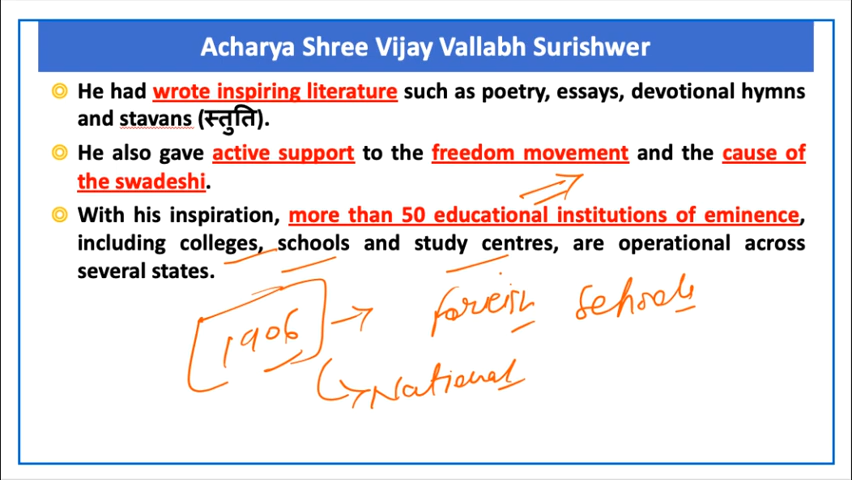 Acharya Shree Vijay Vallabh Surishwer
He had wrote inspiring literature such as poetry, essays, devotional hymns
and stavans (स्तुति).
He also gave active support to the freedom movement and the cause of
the swadeshi.
With his inspiration, more than 50 educational institutions of eminence,
including colleges, schools and study centres, are operational across
several states.
1906 → foreign schools
National